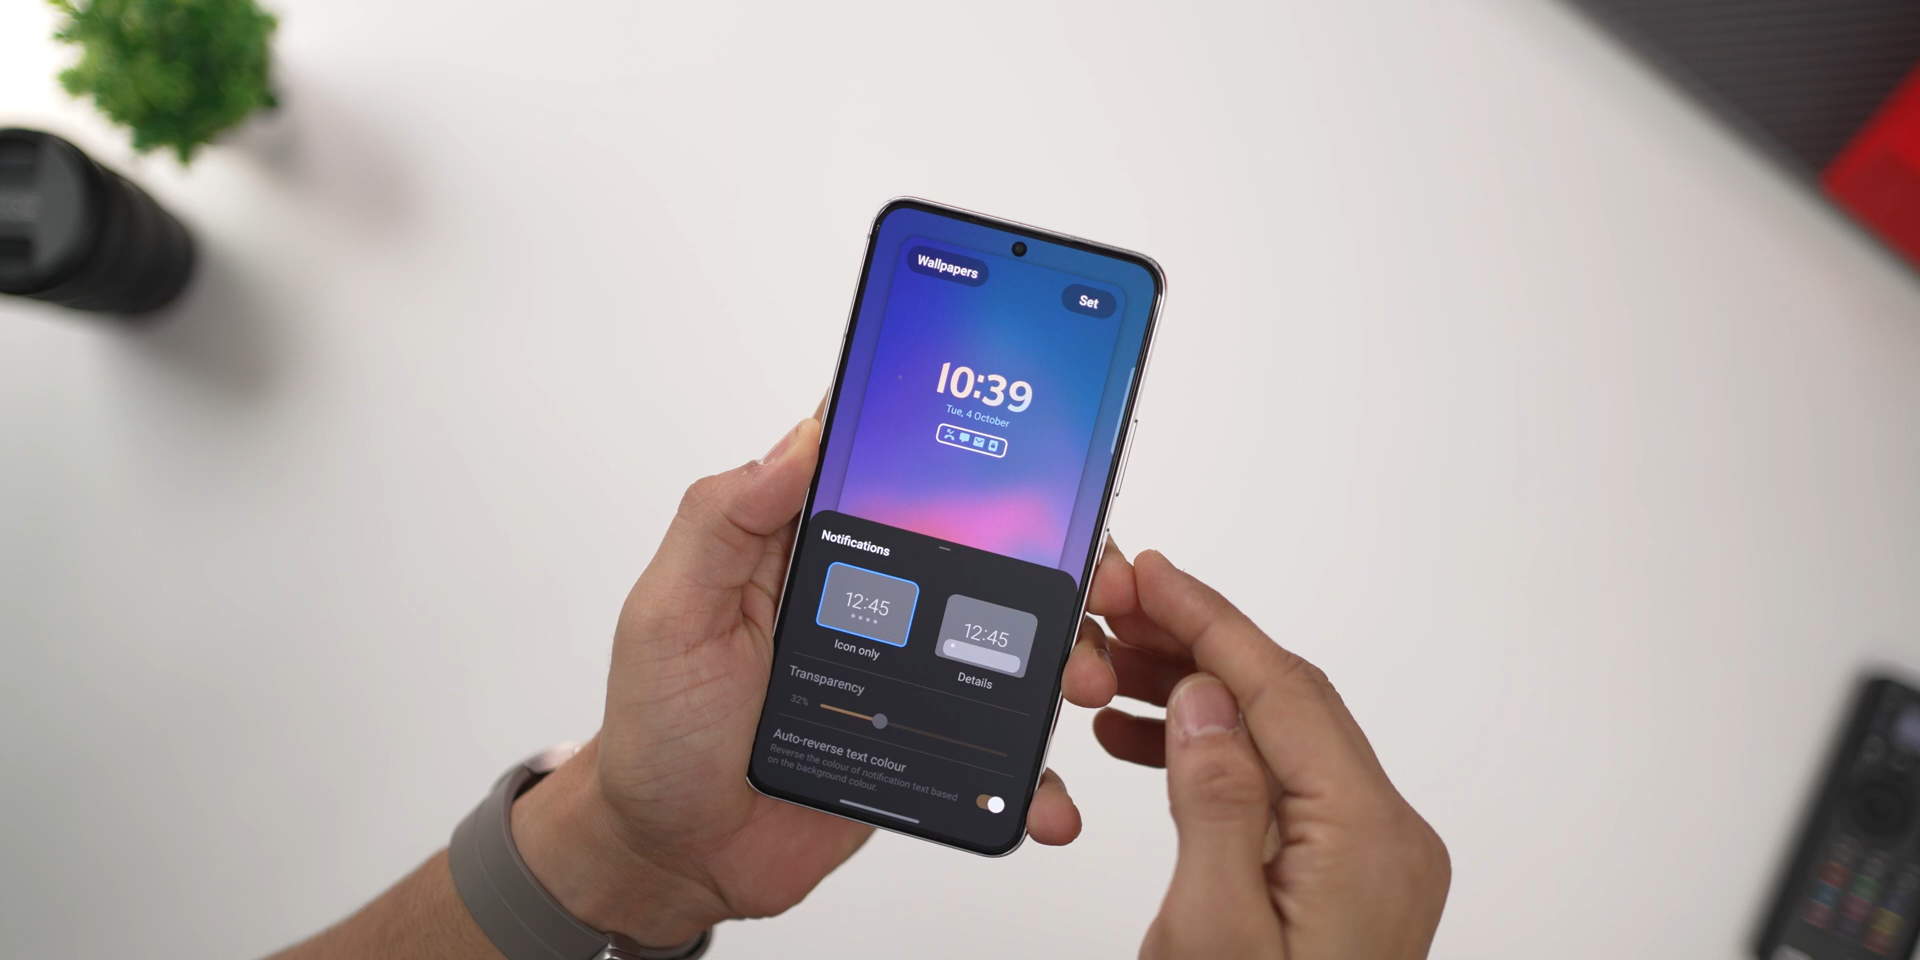 Wallpapers
Set
10:39
Tue, 4 October
Notifications
12:45
Icon only
12:45
Details
Transparency
32%
Auto-reverse text colour
Reverse the colour of notification text based
on the background colour.